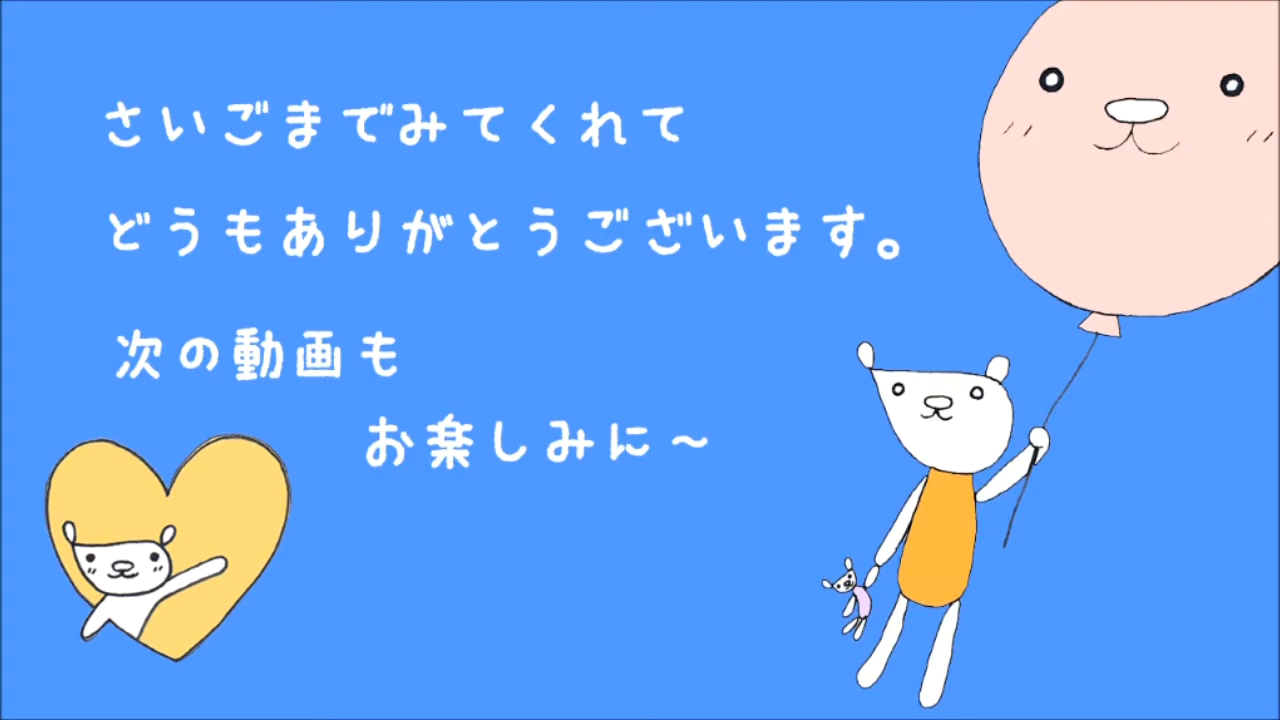 さいごまでみてくれて
どうもありがとうございます。
次の動画も
お楽しみに～